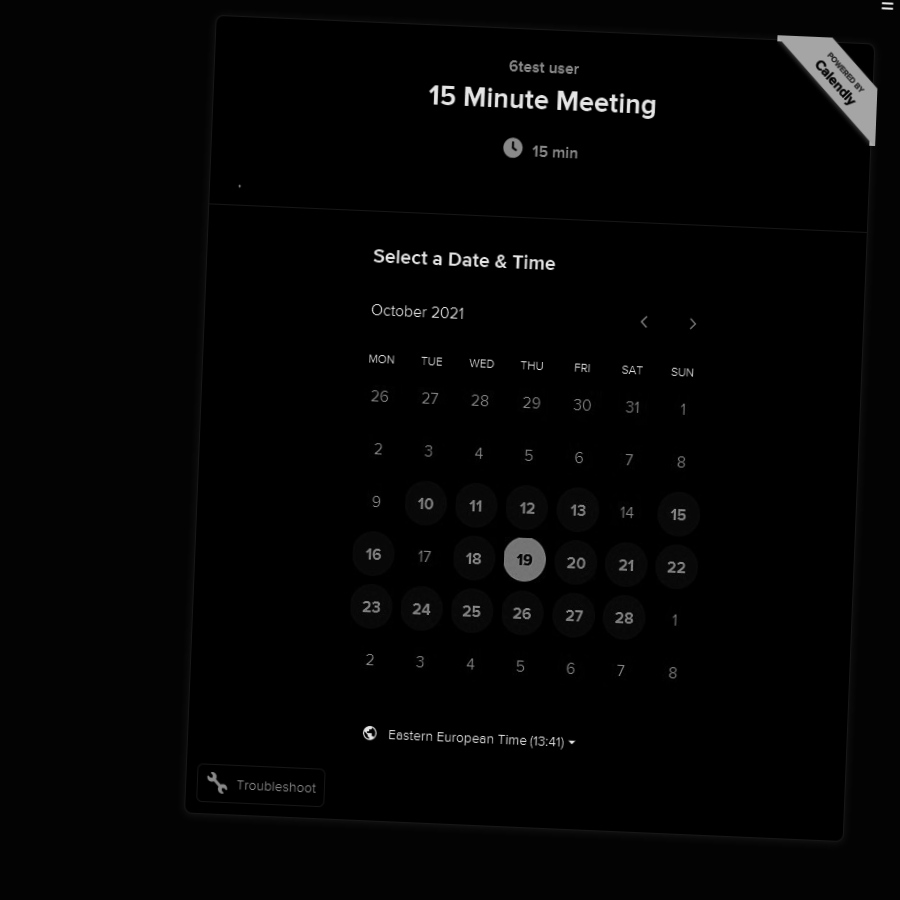 6test user
15 Minute Meeting
15 min
POWERED BY
Calendly
Select a Date & Time
October 2021
MON TUE WED THU FRI SAT SUN
26 27 28 29 30 31 1
2 3 4 5 6 7 8
9 10 11 12 13 14 15
16 17 18 19 20 21 22
23 24 25 26 27 28 1
2 3 4 5 6 7 8
Eastern European Time (13:41)
Troubleshoot